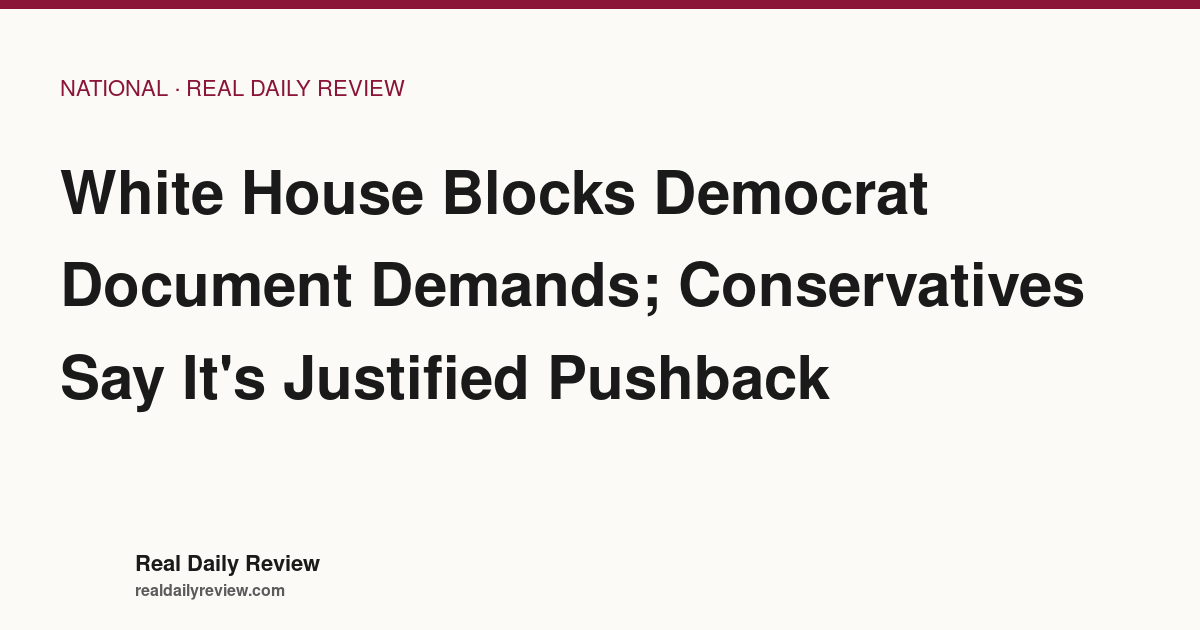 NATIONAL · REAL DAILY REVIEW
White House Blocks Democrat
Document Demands; Conservatives
Say It's Justified Pushback
Real Daily Review
realdailyreview.com